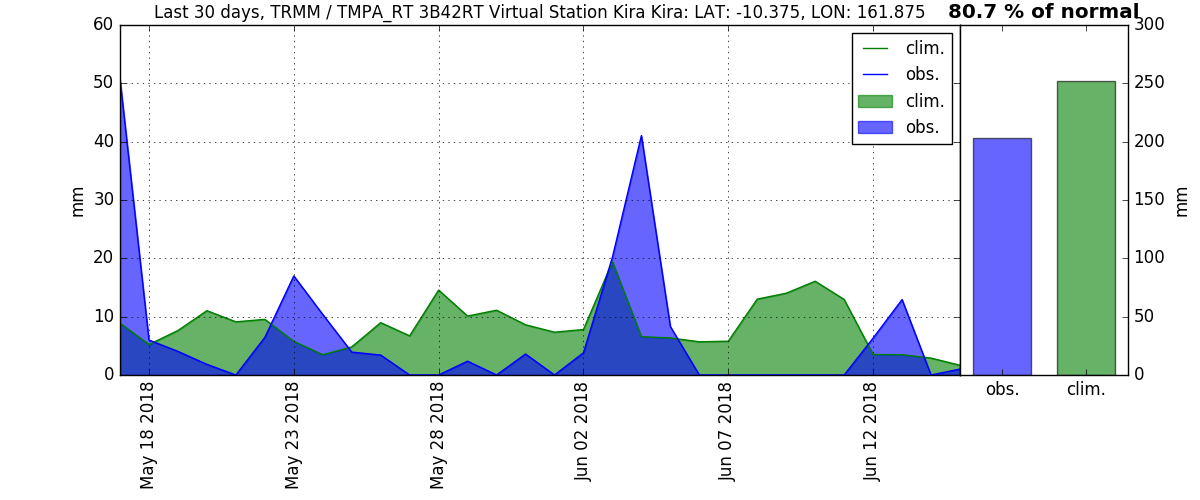 Last 30 days, TRMM / TMPA_RT 3B42RT Virtual Station Kira Kira: LAT: -10.375, LON: 161.875
80.7 % of normal
60
50
40
30
20
10
0
mm
clim.
obs.
clim.
obs.
May 18 2018
May 23 2018
May 28 2018
Jun 02 2018
Jun 07 2018
Jun 12 2018
300
250
200
150
100
50
0
mm
obs.
clim.